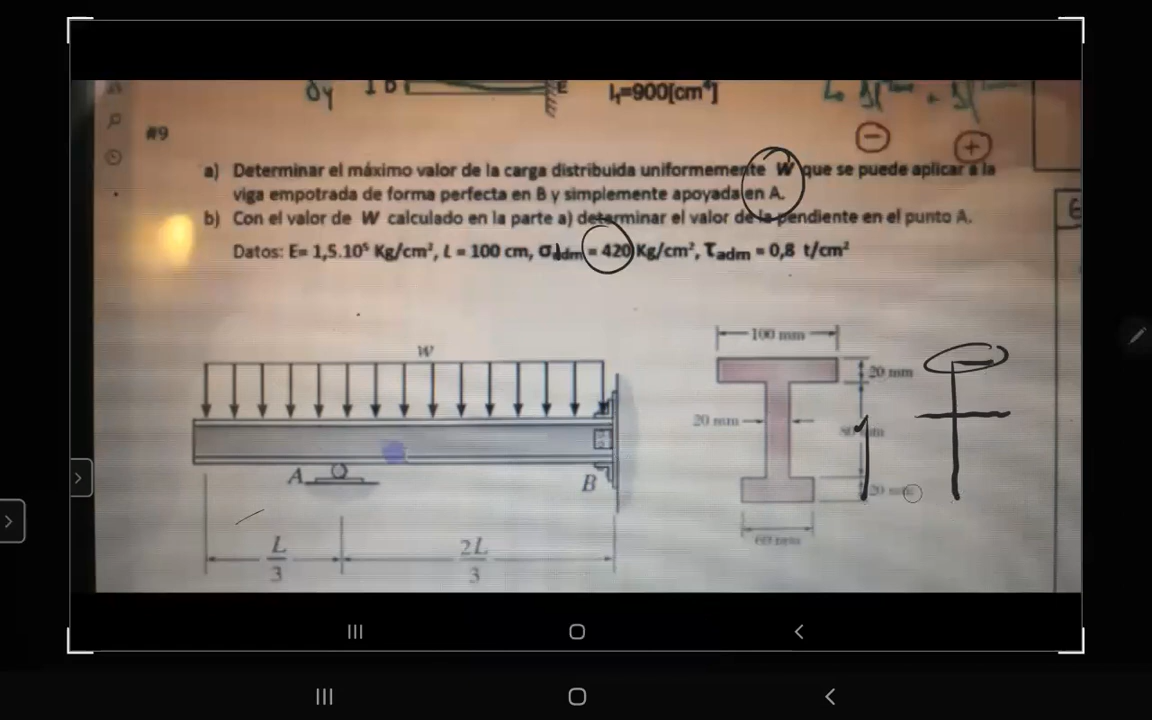 I₁=900[cm⁴]
#9
a) Determinar el máximo valor de la carga distribuida uniformemente W que se puede aplicar a la
viga empotrada de forma perfecta en B y simplemente apoyada en A.
b) Con el valor de W calculado en la parte a) determinar el valor de la pendiente en el punto A.
Datos: E= 1,5.10⁵ Kg/cm², L = 100 cm, σadm = 420 Kg/cm², τadm = 0,8 t/cm²
W
100 mm
20 mm
20 mm
20 mm
A
B
60 mm
L/3
2L/3